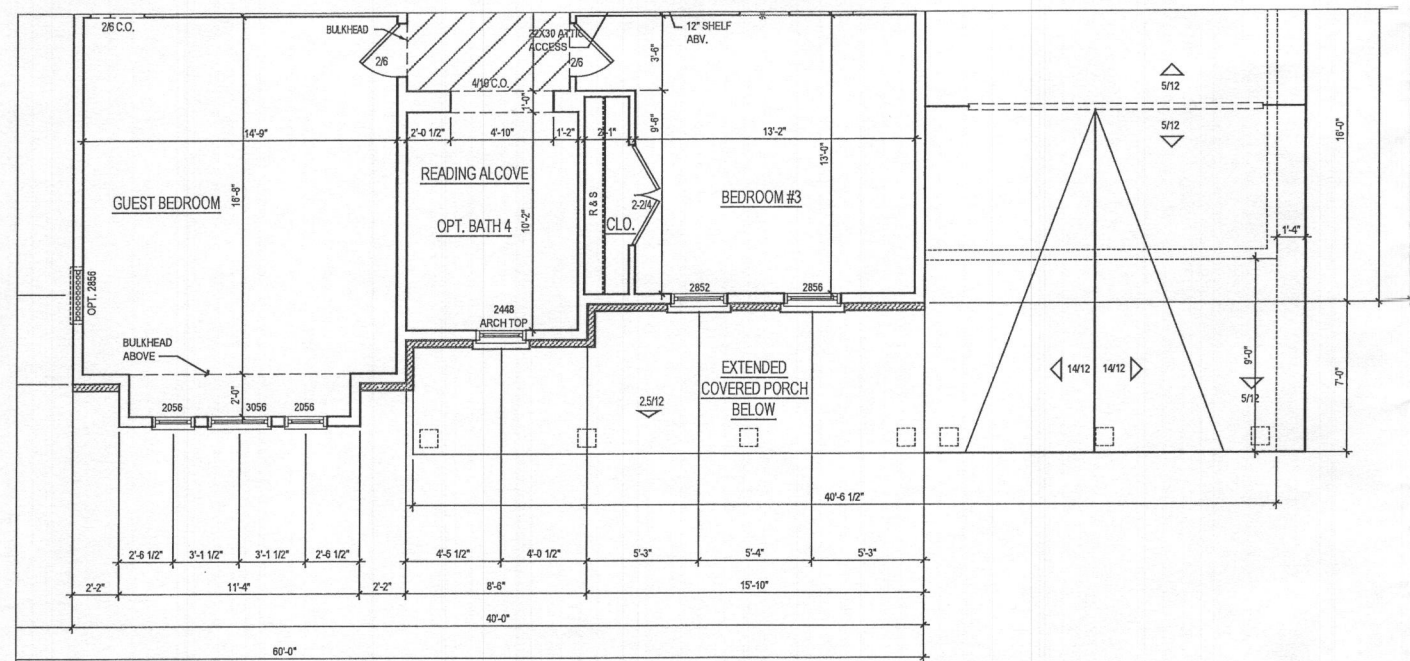 2/6 C.O.
BULKHEAD
22X30 ATTIC
ACCESS
12" SHELF
ABV.
2/6
2/6
4/10 C.O.
3'-6"
5/12
5/12
16'-0"
1'-0"
9'-6"
14'-9"
2'-0 1/2"
4'-10"
1'-2"
2'-1"
13'-2"
13'-0"
GUEST BEDROOM
16'-8"
READING ALCOVE
OPT. BATH 4
10'-2"
R & S
CLO.
2-2/4
BEDROOM #3
1'-4"
OPT. 2856
2448
ARCH TOP
2852
2856
BULKHEAD
ABOVE
2'-0"
2056
3056
2056
EXTENDED
COVERED PORCH
BELOW
2.5/12
14/12
14/12
9'-0"
5/12
7'-0"
40'-6 1/2"
2'-6 1/2"
3'-1 1/2"
3'-1 1/2"
2'-6 1/2"
4'-5 1/2"
4'-0 1/2"
5'-3"
5'-4"
5'-3"
2'-2"
11'-4"
2'-2"
8'-6"
15'-10"
40'-0"
60'-0"